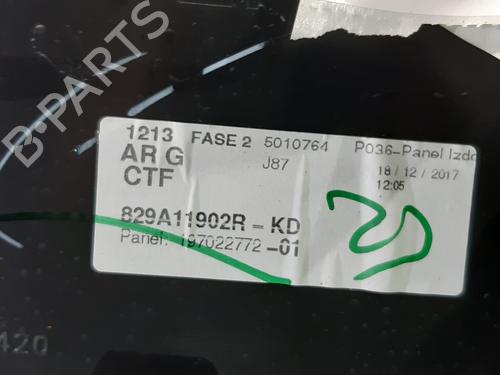 B-PARTS
1213 FASE 2 5010764 P036-Panel Izdo
AR G J87 18/12/2017
CTF 12:05
829A11902R-KD
Panel: 197022772-01
420